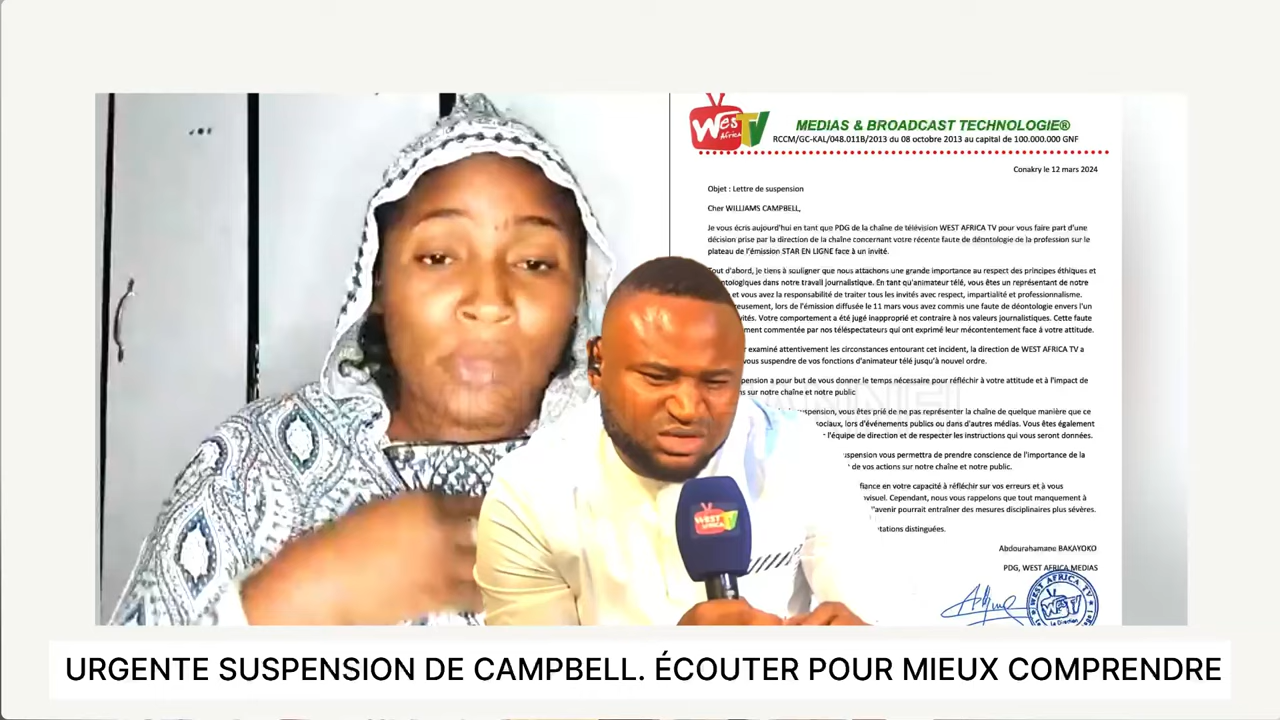 West Africa TV
MEDIAS & BROADCAST TECHNOLOGIE®
RCCM/GC-KAL/048.011B/2013 du 08 octobre 2013 au capital de 100.000.000 GNF
Conakry le 12 mars 2024
Objet : Lettre de suspension
Cher WILLIAMS CAMPBELL,
Je vous écris aujourd'hui en tant que PDG de la chaîne de télévision WEST AFRICA TV pour vous faire part d'une
décision prise par la direction de la chaîne concernant votre récente faute de déontologie de la profession sur le
plateau de l'émission STAR EN LIGNE face à un invité.
Tout d'abord, je tiens à souligner que nous attachons une grande importance au respect des principes éthiques et
ontologiques dans notre travail journalistique. En tant qu'animateur télé, vous êtes un représentant de notre
et vous avez la responsabilité de traiter tous les invités avec respect, impartialité et professionnalisme.
eusement, lors de l'émission diffusée le 11 mars vous avez commis une faute de déontologie envers l'un
vités. Votre comportement a été jugé inapproprié et contraire à nos valeurs journalistiques. Cette faute
ment commentée par nos téléspectateurs qui ont exprimé leur mécontentement face à votre attitude.
r examiné attentivement les circonstances entourant cet incident, la direction de WEST AFRICA TV a
vous suspendre de vos fonctions d'animateur télé jusqu'à nouvel ordre.
pension a pour but de vous donner le temps nécessaire pour réfléchir à votre attitude et à l'impact de
ns sur notre chaîne et notre public
suspension, vous êtes prié de ne pas représenter la chaîne de quelque manière que ce
sociaux, lors d'événements publics ou dans d'autres médias. Vous êtes également
r l'équipe de direction et de respecter les instructions qui vous seront données.
suspension vous permettra de prendre conscience de l'importance de la
t de vos actions sur notre chaîne et notre public.
fiance en votre capacité à réfléchir sur vos erreurs et à vous
visuel. Cependant, nous vous rappelons que tout manquement à
l'avenir pourrait entraîner des mesures disciplinaires plus sévères.
tations distinguées.
Abdourahamane BAKAYOKO
PDG, WEST AFRICA MEDIAS
WEST AFRICA TV
La Direction
WEST AFRICA TV
URGENTE SUSPENSION DE CAMPBELL. ÉCOUTER POUR MIEUX COMPRENDRE